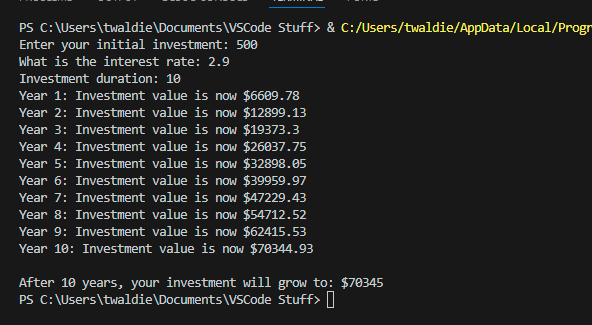 PS C:\Users\twaldie\Documents\VSCode Stuff> & C:/Users/twaldie/AppData/Local/Progr
Enter your initial investment: 500
What is the interest rate: 2.9
Investment duration: 10
Year 1: Investment value is now $6609.78
Year 2: Investment value is now $12899.13
Year 3: Investment value is now $19373.3
Year 4: Investment value is now $26037.75
Year 5: Investment value is now $32898.05
Year 6: Investment value is now $39959.97
Year 7: Investment value is now $47229.43
Year 8: Investment value is now $54712.52
Year 9: Investment value is now $62415.53
Year 10: Investment value is now $70344.93
After 10 years, your investment will grow to: $70345
PS C:\Users\twaldie\Documents\VSCode Stuff>